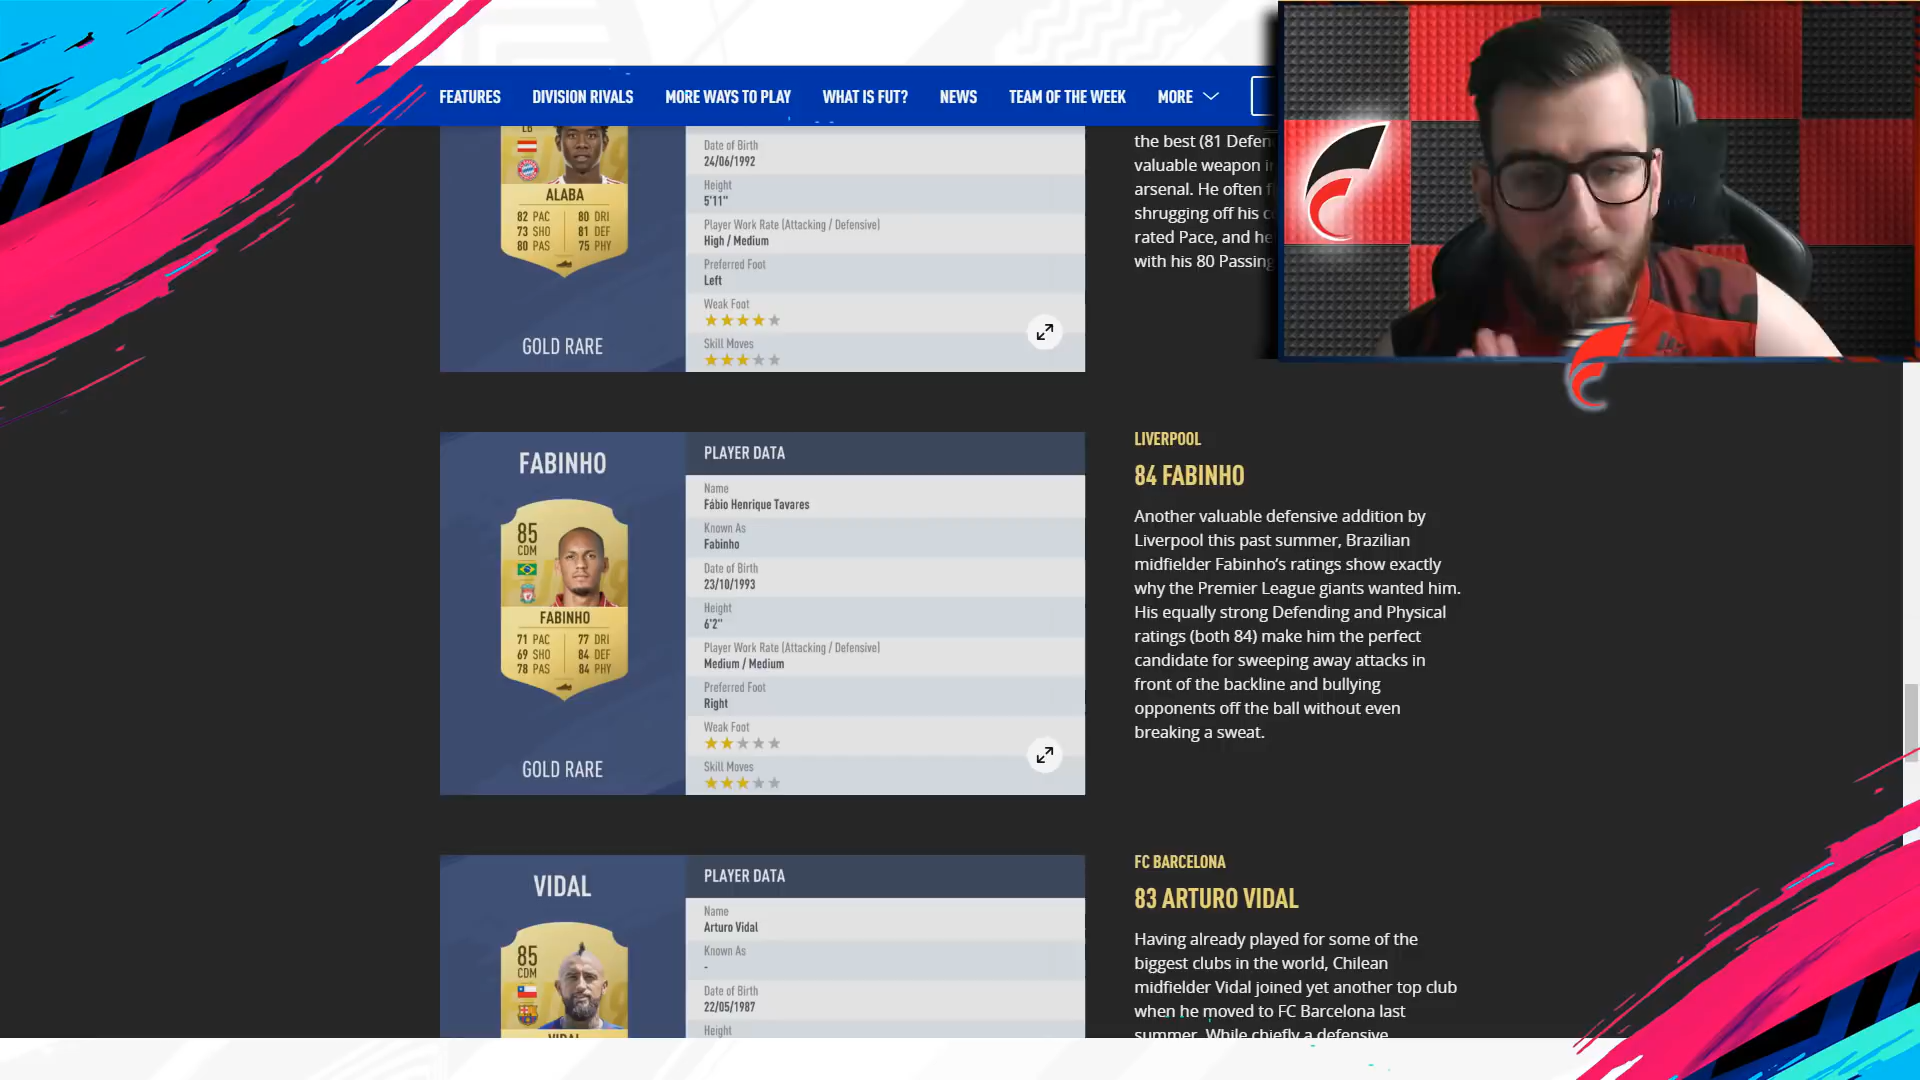 FEATURES
DIVISION RIVALS
MORE WAYS TO PLAY
WHAT IS FUT?
NEWS
TEAM OF THE WEEK
MORE
LB
ALABA
82 PAC 80 DRI
73 SHO 81 DEF
80 PAS 75 PHY
GOLD RARE
Date of Birth
24/06/1992
Height
5'11"
Player Work Rate (Attacking / Defensive)
High / Medium
Preferred Foot
Left
Weak Foot
Skill Moves
the best (81 Defen
valuable weapon i
arsenal. He often f
shrugging off his c
rated Pace, and he
with his 80 Passing
FABINHO
85
CDM
FABINHO
71 PAC 77 DRI
69 SHO 84 DEF
78 PAS 84 PHY
GOLD RARE
PLAYER DATA
Name
Fábio Henrique Tavares
Known As
Fabinho
Date of Birth
23/10/1993
Height
6'2"
Player Work Rate (Attacking / Defensive)
Medium / Medium
Preferred Foot
Right
Weak Foot
Skill Moves
LIVERPOOL
84 FABINHO
Another valuable defensive addition by
Liverpool this past summer, Brazilian
midfielder Fabinho’s ratings show exactly
why the Premier League giants wanted him.
His equally strong Defending and Physical
ratings (both 84) make him the perfect
candidate for sweeping away attacks in
front of the backline and bullying
opponents off the ball without even
breaking a sweat.
VIDAL
85
CDM
VIDAL
PLAYER DATA
Name
Arturo Vidal
Known As
-
Date of Birth
22/05/1987
Height
FC BARCELONA
83 ARTURO VIDAL
Having already played for some of the
biggest clubs in the world, Chilean
midfielder Vidal joined yet another top club
when he moved to FC Barcelona last
summer. While chiefly a defensive